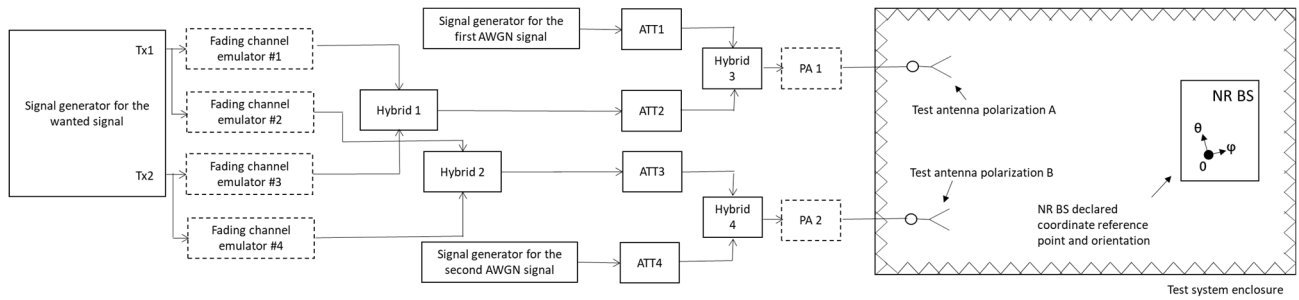 Signal generator for the
wanted signal
Tx1
Tx2
Fading channel
emulator #1
Fading channel
emulator #2
Fading channel
emulator #3
Fading channel
emulator #4
Hybrid 1
Hybrid 2
Signal generator for the
first AWGN signal
Signal generator for the
second AWGN signal
ATT1
ATT2
ATT3
ATT4
Hybrid
3
Hybrid
4
PA 1
PA 2
Test antenna polarization A
Test antenna polarization B
NR BS
θ
φ
0
NR BS declared
coordinate reference
point and orientation
Test system enclosure